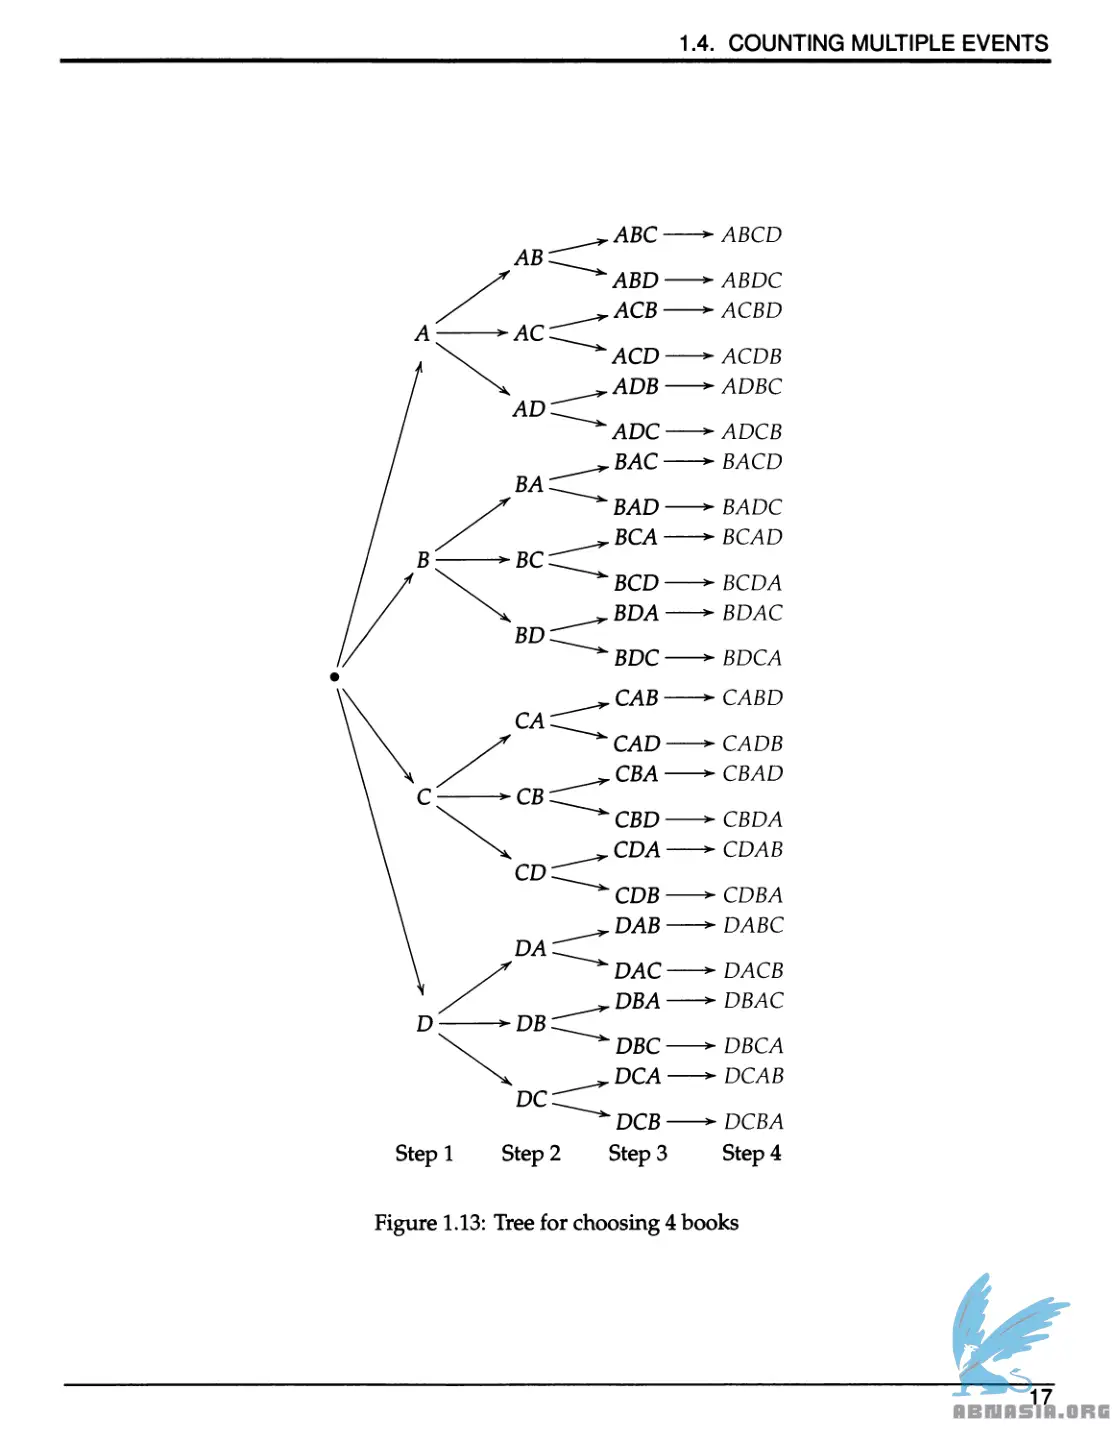 1.4. COUNTING MULTIPLE EVENTS
ABC ABCD
AB
ABD ABDC
ACB ACBD
A AC
ACD ACDB
ADB ADBC
AD
ADC ADCB
BAC BACD
BA
BAD BADC
BCA BCAD
B BC
BCD BCDA
BDA BDAC
BD
BDC BDCA
CAB CABD
CA
CAD CADB
CBA CBAD
C CB
CBD CBDA
CDA CDAB
CD
CDB CDBA
DAB DABC
DA
DAC DACB
DBA DBAC
D DB
DBC DBCA
DCA DCAB
DC
DCB DCBA
Step 1 Step 2 Step 3 Step 4
Figure 1.13: Tree for choosing 4 books
17
ABNASIA.ORG